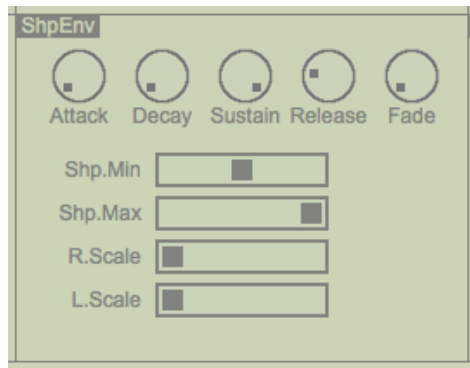 ShpEnv
Attack Decay Sustain Release Fade
Shp.Min
Shp.Max
R.Scale
L.Scale